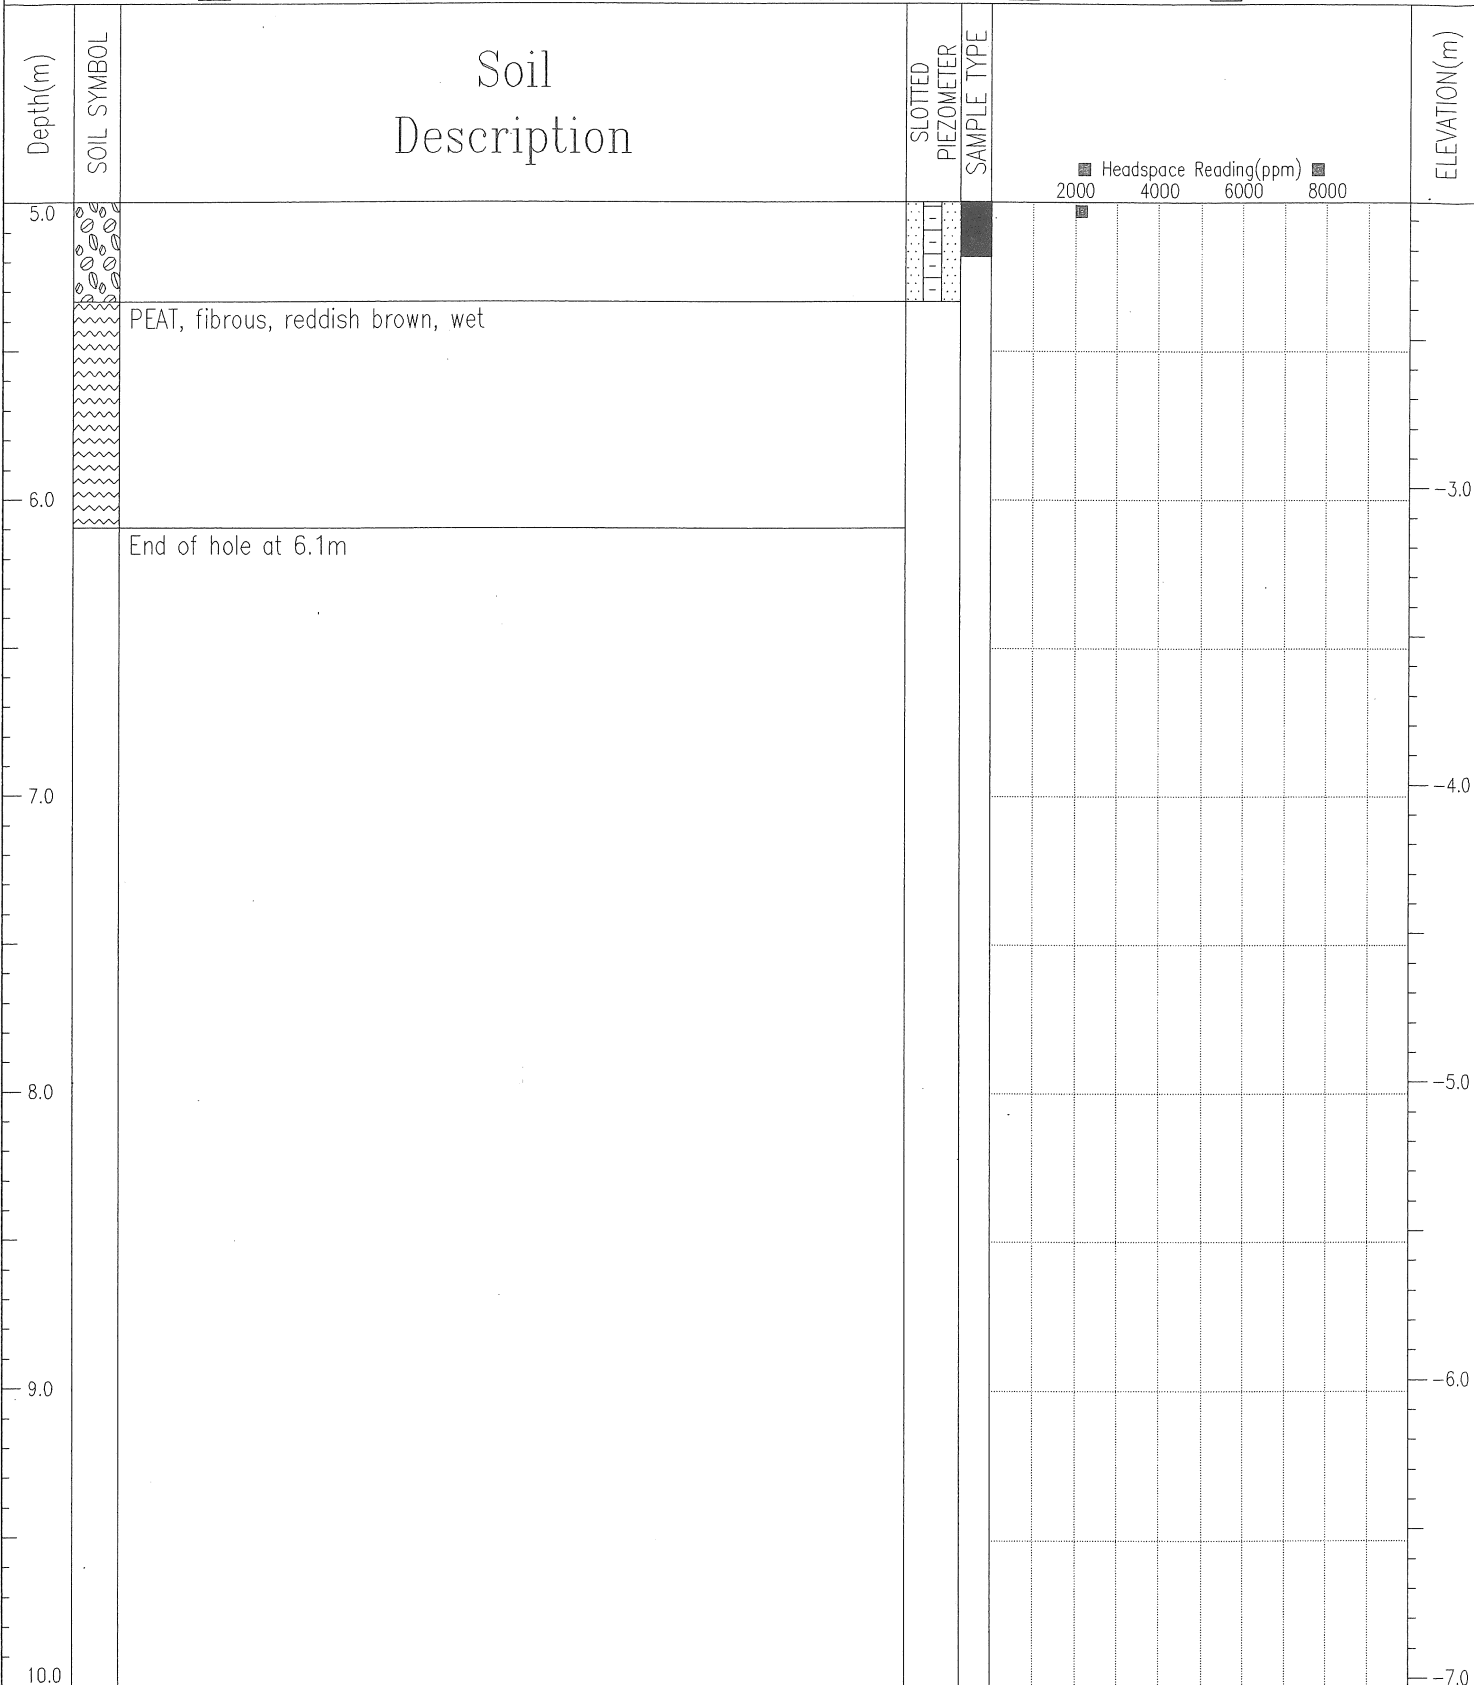 Depth(m)
SOIL SYMBOL
Soil
Description
SLOTTED
PIEZOMETER
SAMPLE TYPE
Headspace Reading(ppm)
2000 4000 6000 8000
ELEVATION(m)
5.0
PEAT, fibrous, reddish brown, wet
6.0
-3.0
End of hole at 6.1m
7.0
-4.0
8.0
-5.0
9.0
-6.0
10.0
-7.0